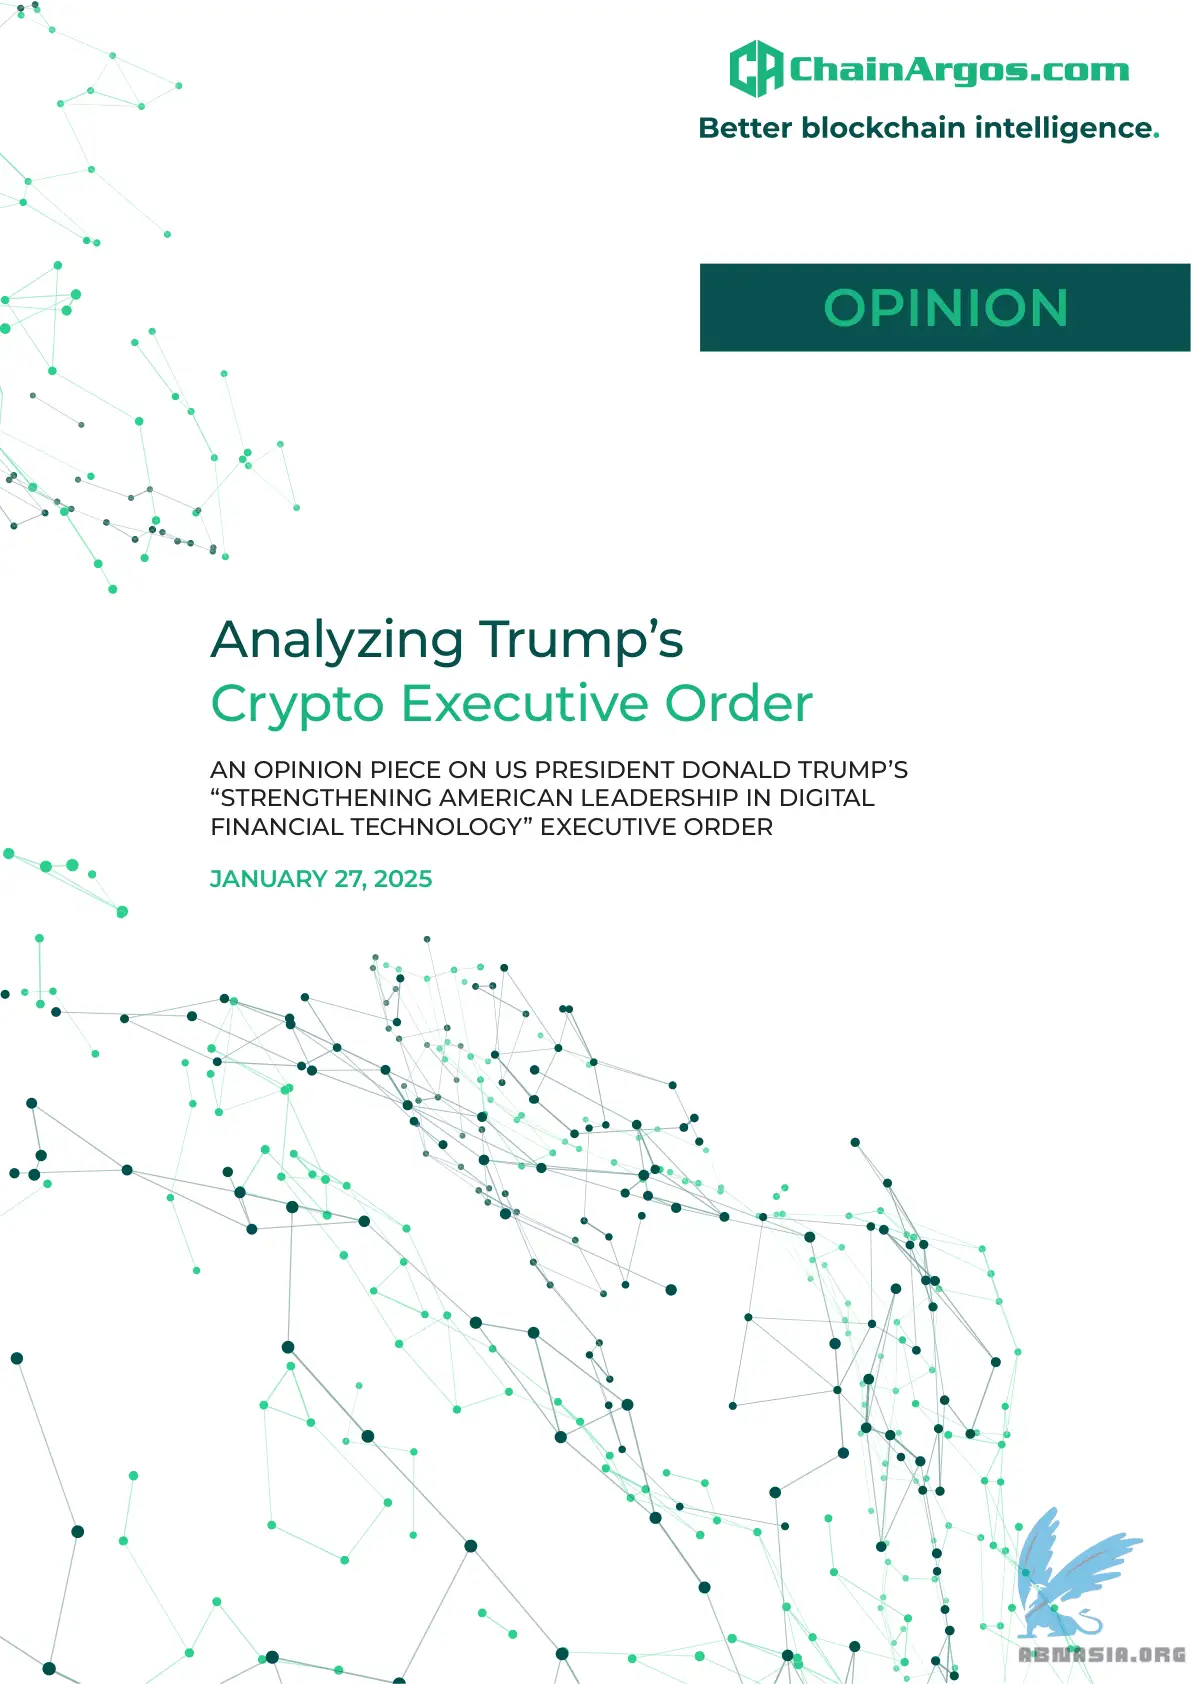 ChainArgos.com
Better blockchain intelligence.
OPINION
Analyzing Trump’s
Crypto Executive Order
AN OPINION PIECE ON US PRESIDENT DONALD TRUMP’S
“STRENGTHENING AMERICAN LEADERSHIP IN DIGITAL
FINANCIAL TECHNOLOGY” EXECUTIVE ORDER
JANUARY 27, 2025
ABNASIA.ORG